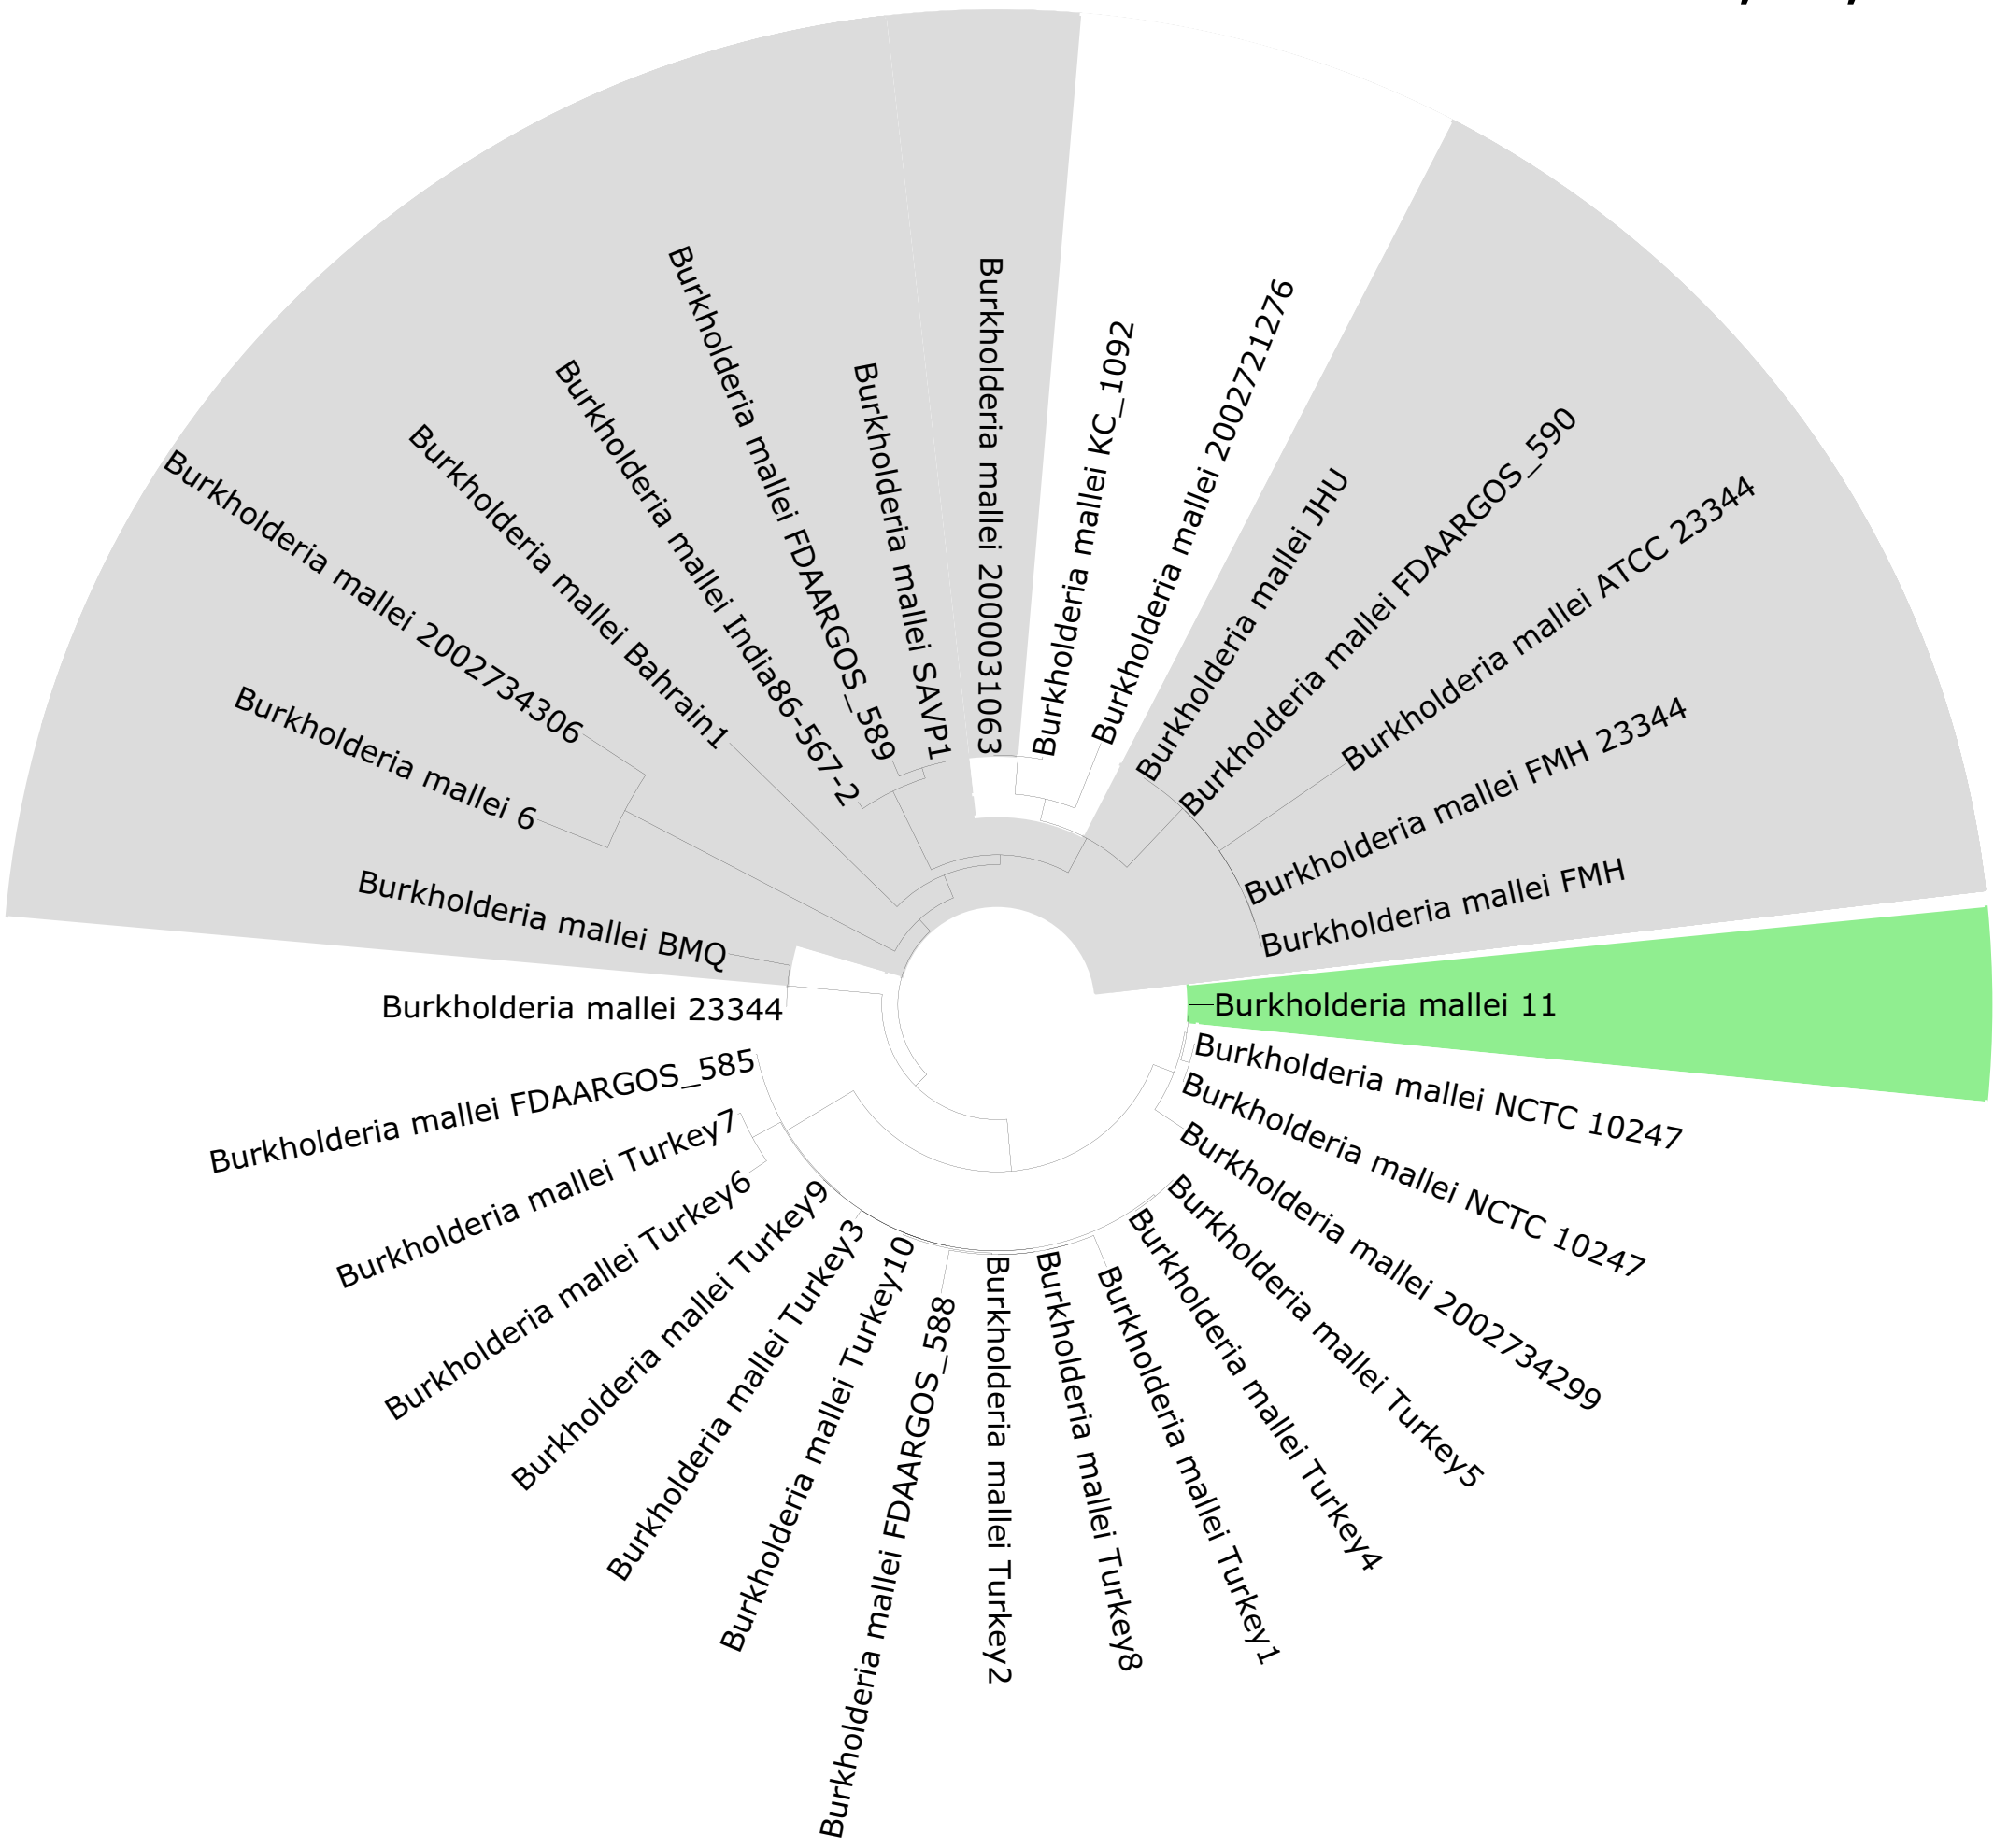 Burkholderia mallei 2000031063
Burkholderia mallei KC_1092
Burkholderia mallei 2002721276
Burkholderia mallei JHU
Burkholderia mallei FDAARGOS_590
Burkholderia mallei ATCC 23344
Burkholderia mallei FMH 23344
Burkholderia mallei FMH
Burkholderia mallei 11
Burkholderia mallei NCTC 10247
Burkholderia mallei NCTC 10247
Burkholderia mallei 2002734299
Burkholderia mallei Turkey5
Burkholderia mallei Turkey4
Burkholderia mallei Turkey1
Burkholderia mallei Turkey8
Burkholderia mallei Turkey2
Burkholderia mallei FDAARGOS_588
Burkholderia mallei Turkey10
Burkholderia mallei Turkey3
Burkholderia mallei Turkey9
Burkholderia mallei Turkey6
Burkholderia mallei Turkey7
Burkholderia mallei FDAARGOS_585
Burkholderia mallei 23344
Burkholderia mallei BMQ
Burkholderia mallei 6
Burkholderia mallei 2002734306
Burkholderia mallei Bahrain1
Burkholderia mallei India86-567-2
Burkholderia mallei FDAARGOS_589
Burkholderia mallei SAVP1